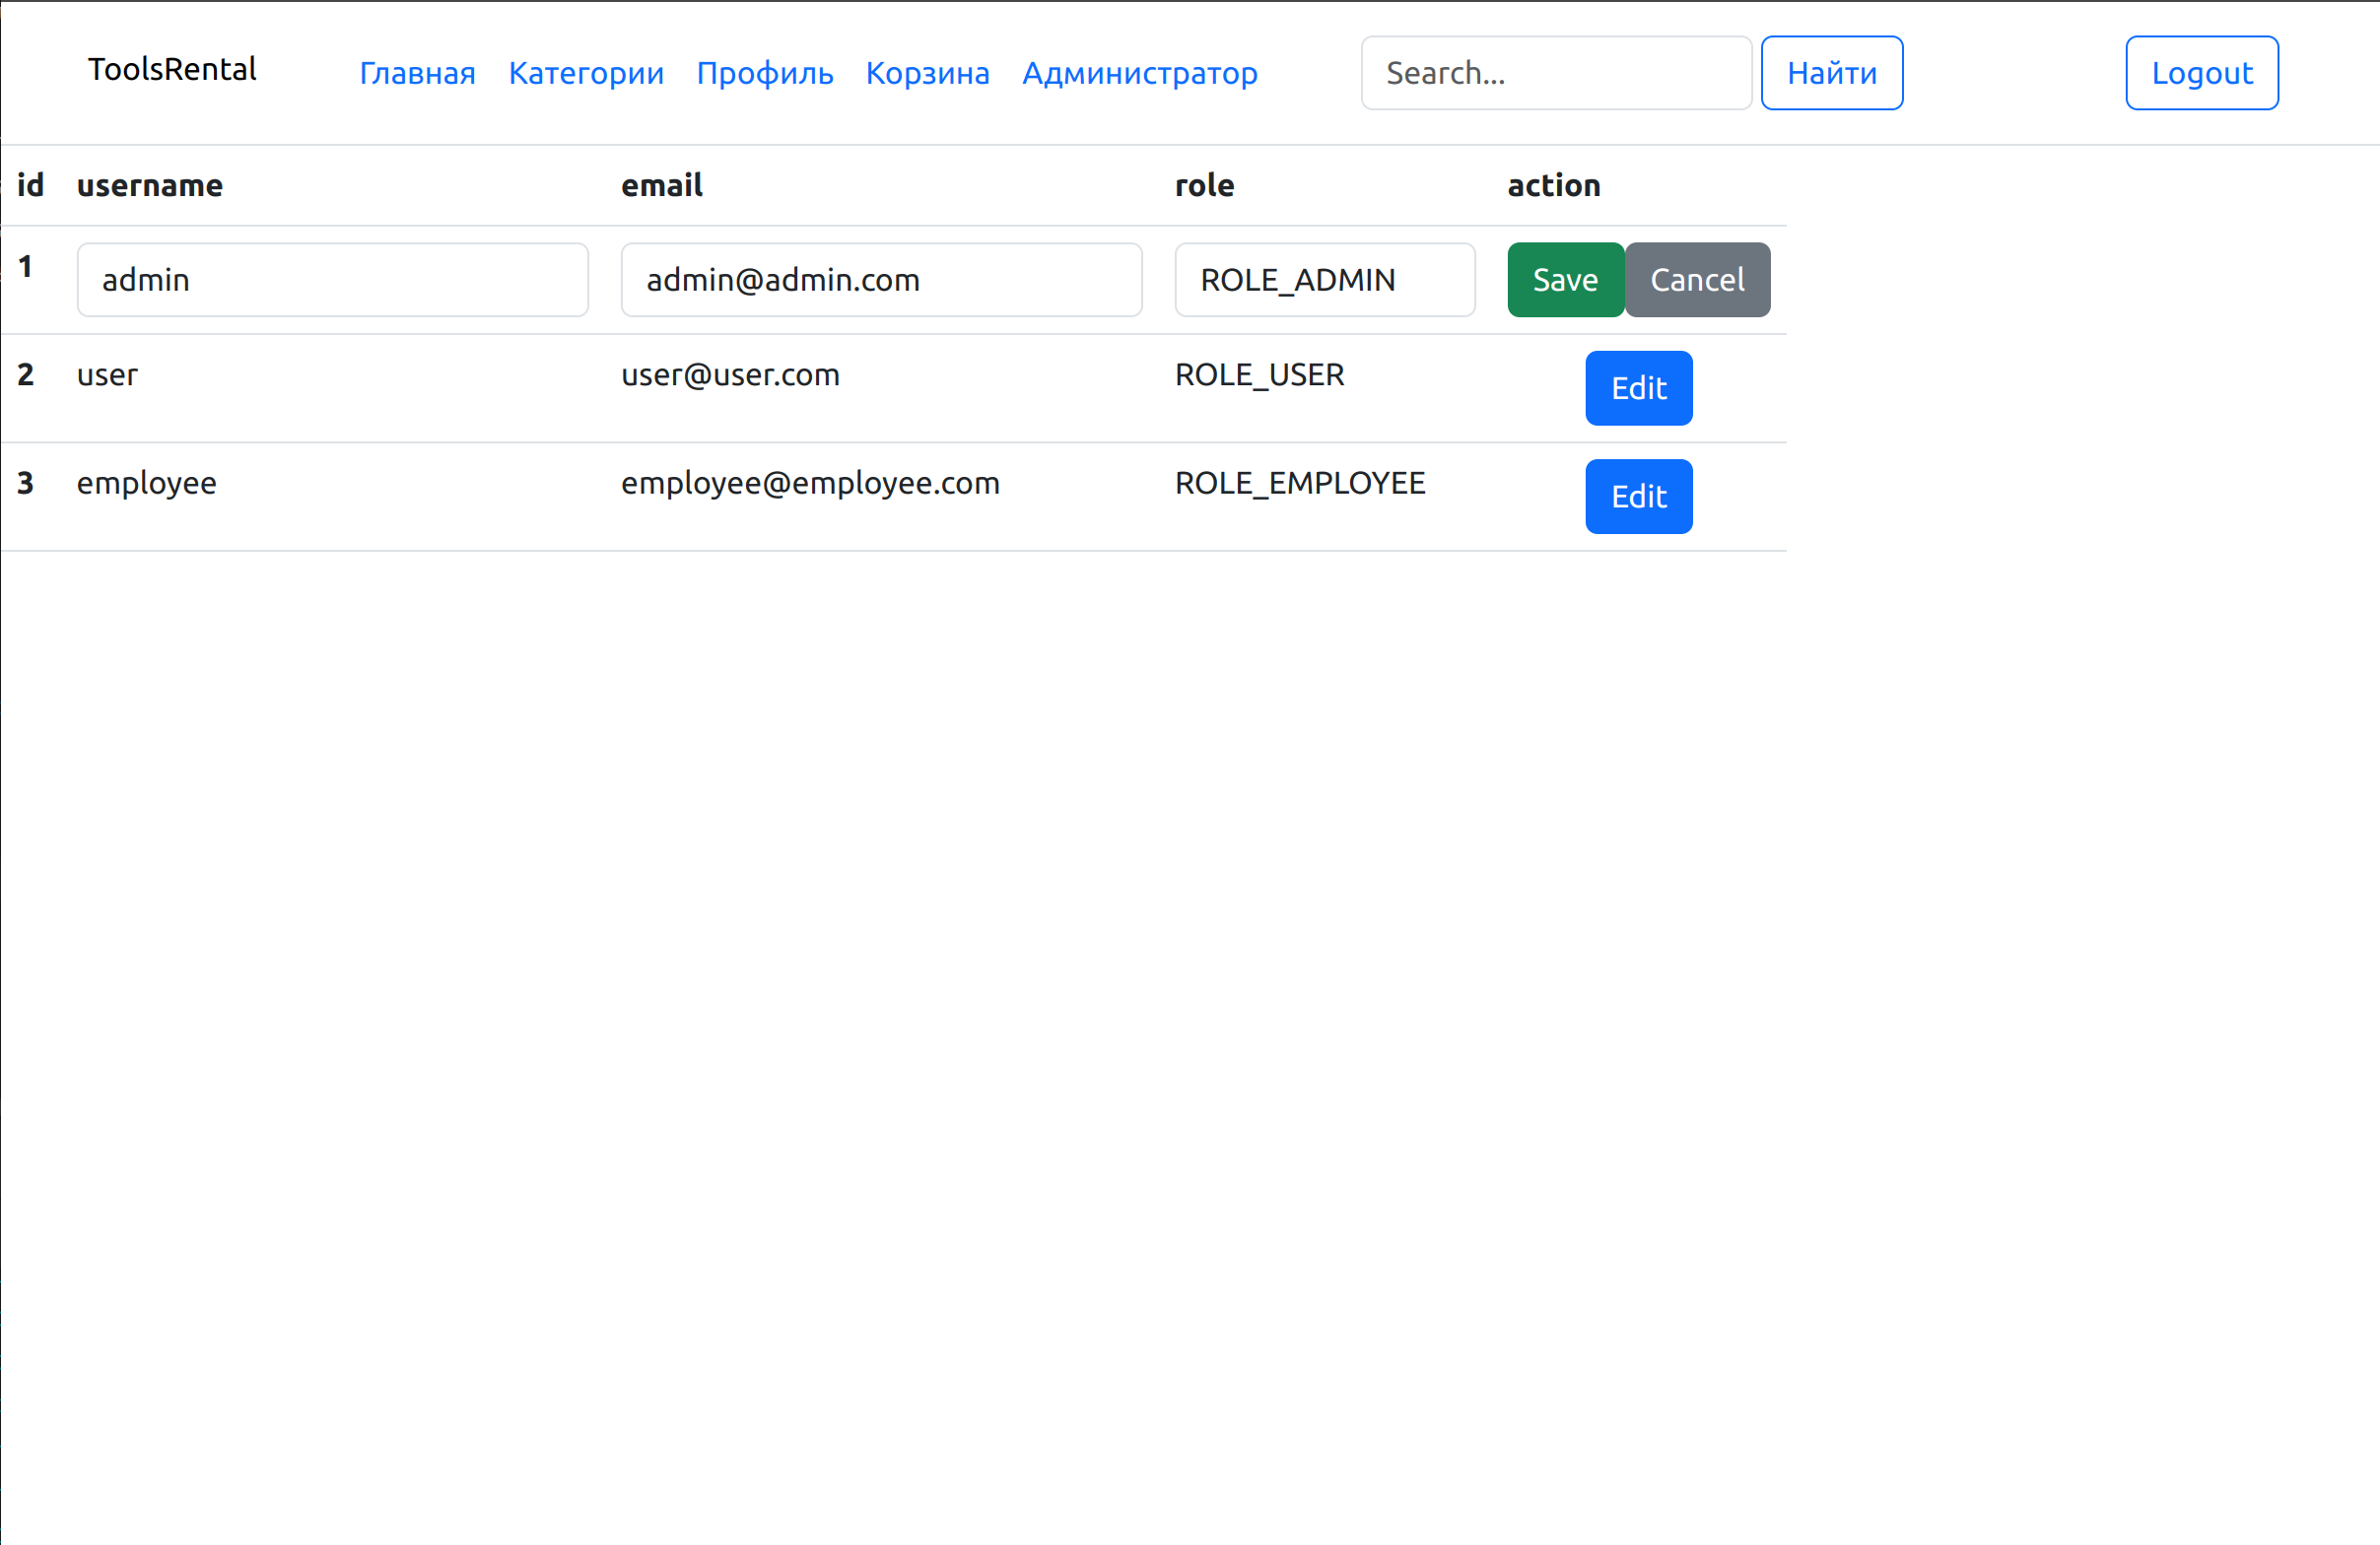 ToolsRental Главная Категории Профиль Корзина Администратор Search... Найти Logout
id username email role action
1 admin admin@admin.com ROLE_ADMIN Save Cancel
2 user user@user.com ROLE_USER Edit
3 employee employee@employee.com ROLE_EMPLOYEE Edit